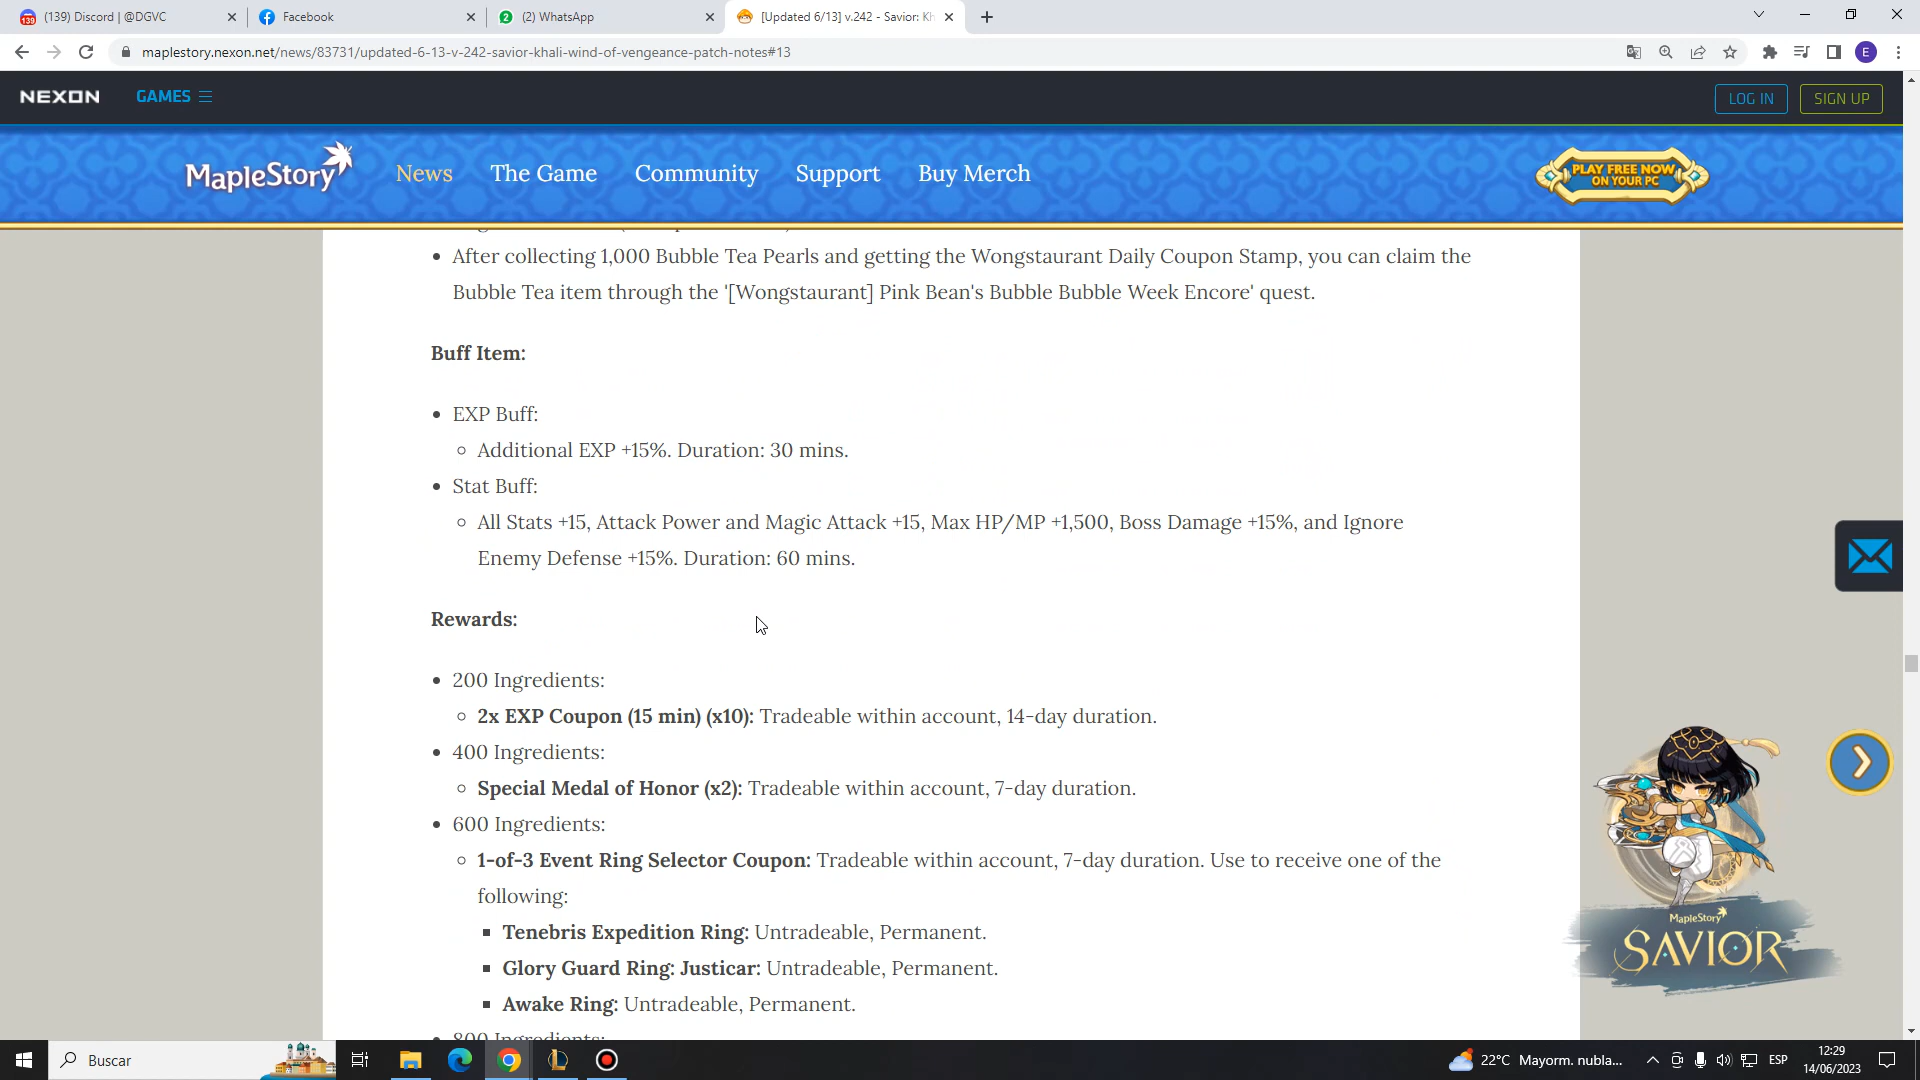 139
(139) Discord | @DGVC
Facebook
2
(2) WhatsApp
[Updated 6/13] v.242 - Savior: Kh
maplestory.nexon.net/news/83731/updated-6-13-v-242-savior-khali-wind-of-vengeance-patch-notes#13
E
NEXON
GAMES
LOG IN
SIGN UP
MapleStory
News
The Game
Community
Support
Buy Merch
PLAY FREE NOW
ON YOUR PC
After collecting 1,000 Bubble Tea Pearls and getting the Wongstaurant Daily Coupon Stamp, you can claim the
Bubble Tea item through the '[Wongstaurant] Pink Bean's Bubble Bubble Week Encore' quest.
Buff Item:
EXP Buff:
Additional EXP +15%. Duration: 30 mins.
Stat Buff:
All Stats +15, Attack Power and Magic Attack +15, Max HP/MP +1,500, Boss Damage +15%, and Ignore
Enemy Defense +15%. Duration: 60 mins.
Rewards:
200 Ingredients:
2x EXP Coupon (15 min) (x10): Tradeable within account, 14-day duration.
400 Ingredients:
Special Medal of Honor (x2): Tradeable within account, 7-day duration.
600 Ingredients:
1-of-3 Event Ring Selector Coupon: Tradeable within account, 7-day duration. Use to receive one of the
following:
Tenebris Expedition Ring: Untradeable, Permanent.
Glory Guard Ring: Justicar: Untradeable, Permanent.
Awake Ring: Untradeable, Permanent.
800 Ingredients:
MapleStory
SAVIOR
Buscar
22°C Mayorm. nubla...
ESP
12:29
14/06/2023